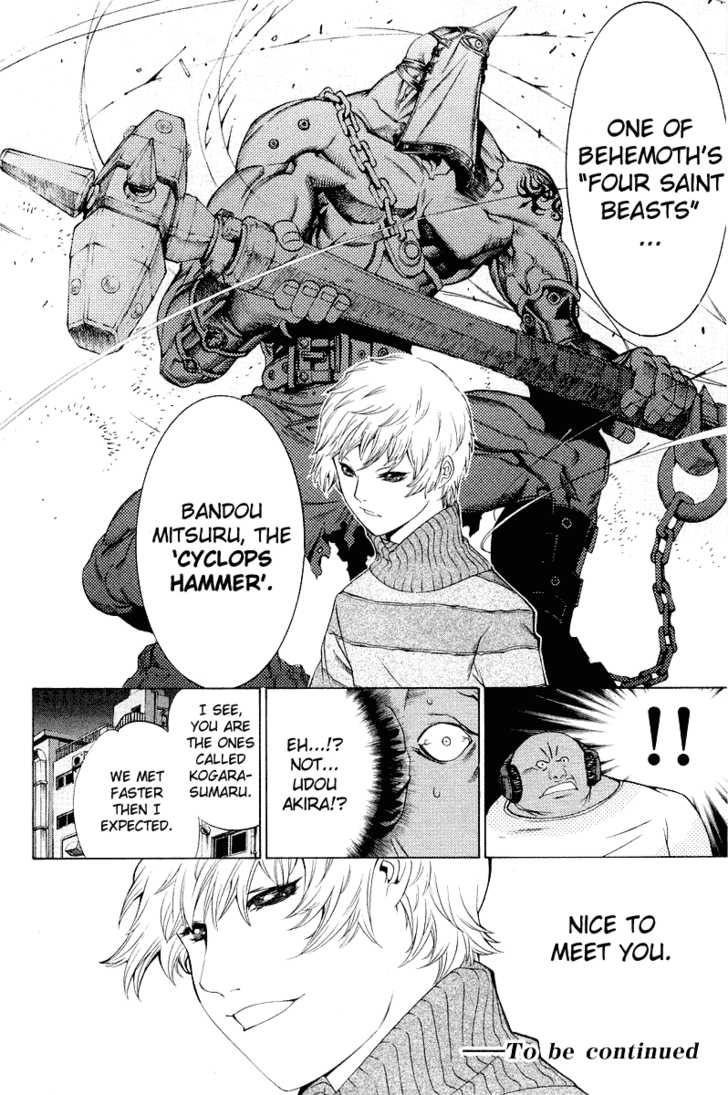 ONE OF
BEHEMOTH'S
"FOUR SAINT
BEASTS"
...
BANDOU
MITSURU, THE
'CYCLOPS
HAMMER'.
!!
EH...!?
NOT...
UDOU
AKIRA!?
I SEE,
YOU ARE
THE ONES
CALLED
KOGARA-
SUMARU.
WE MET
FASTER
THEN I
EXPECTED.
NICE TO
MEET YOU.
—To be continued